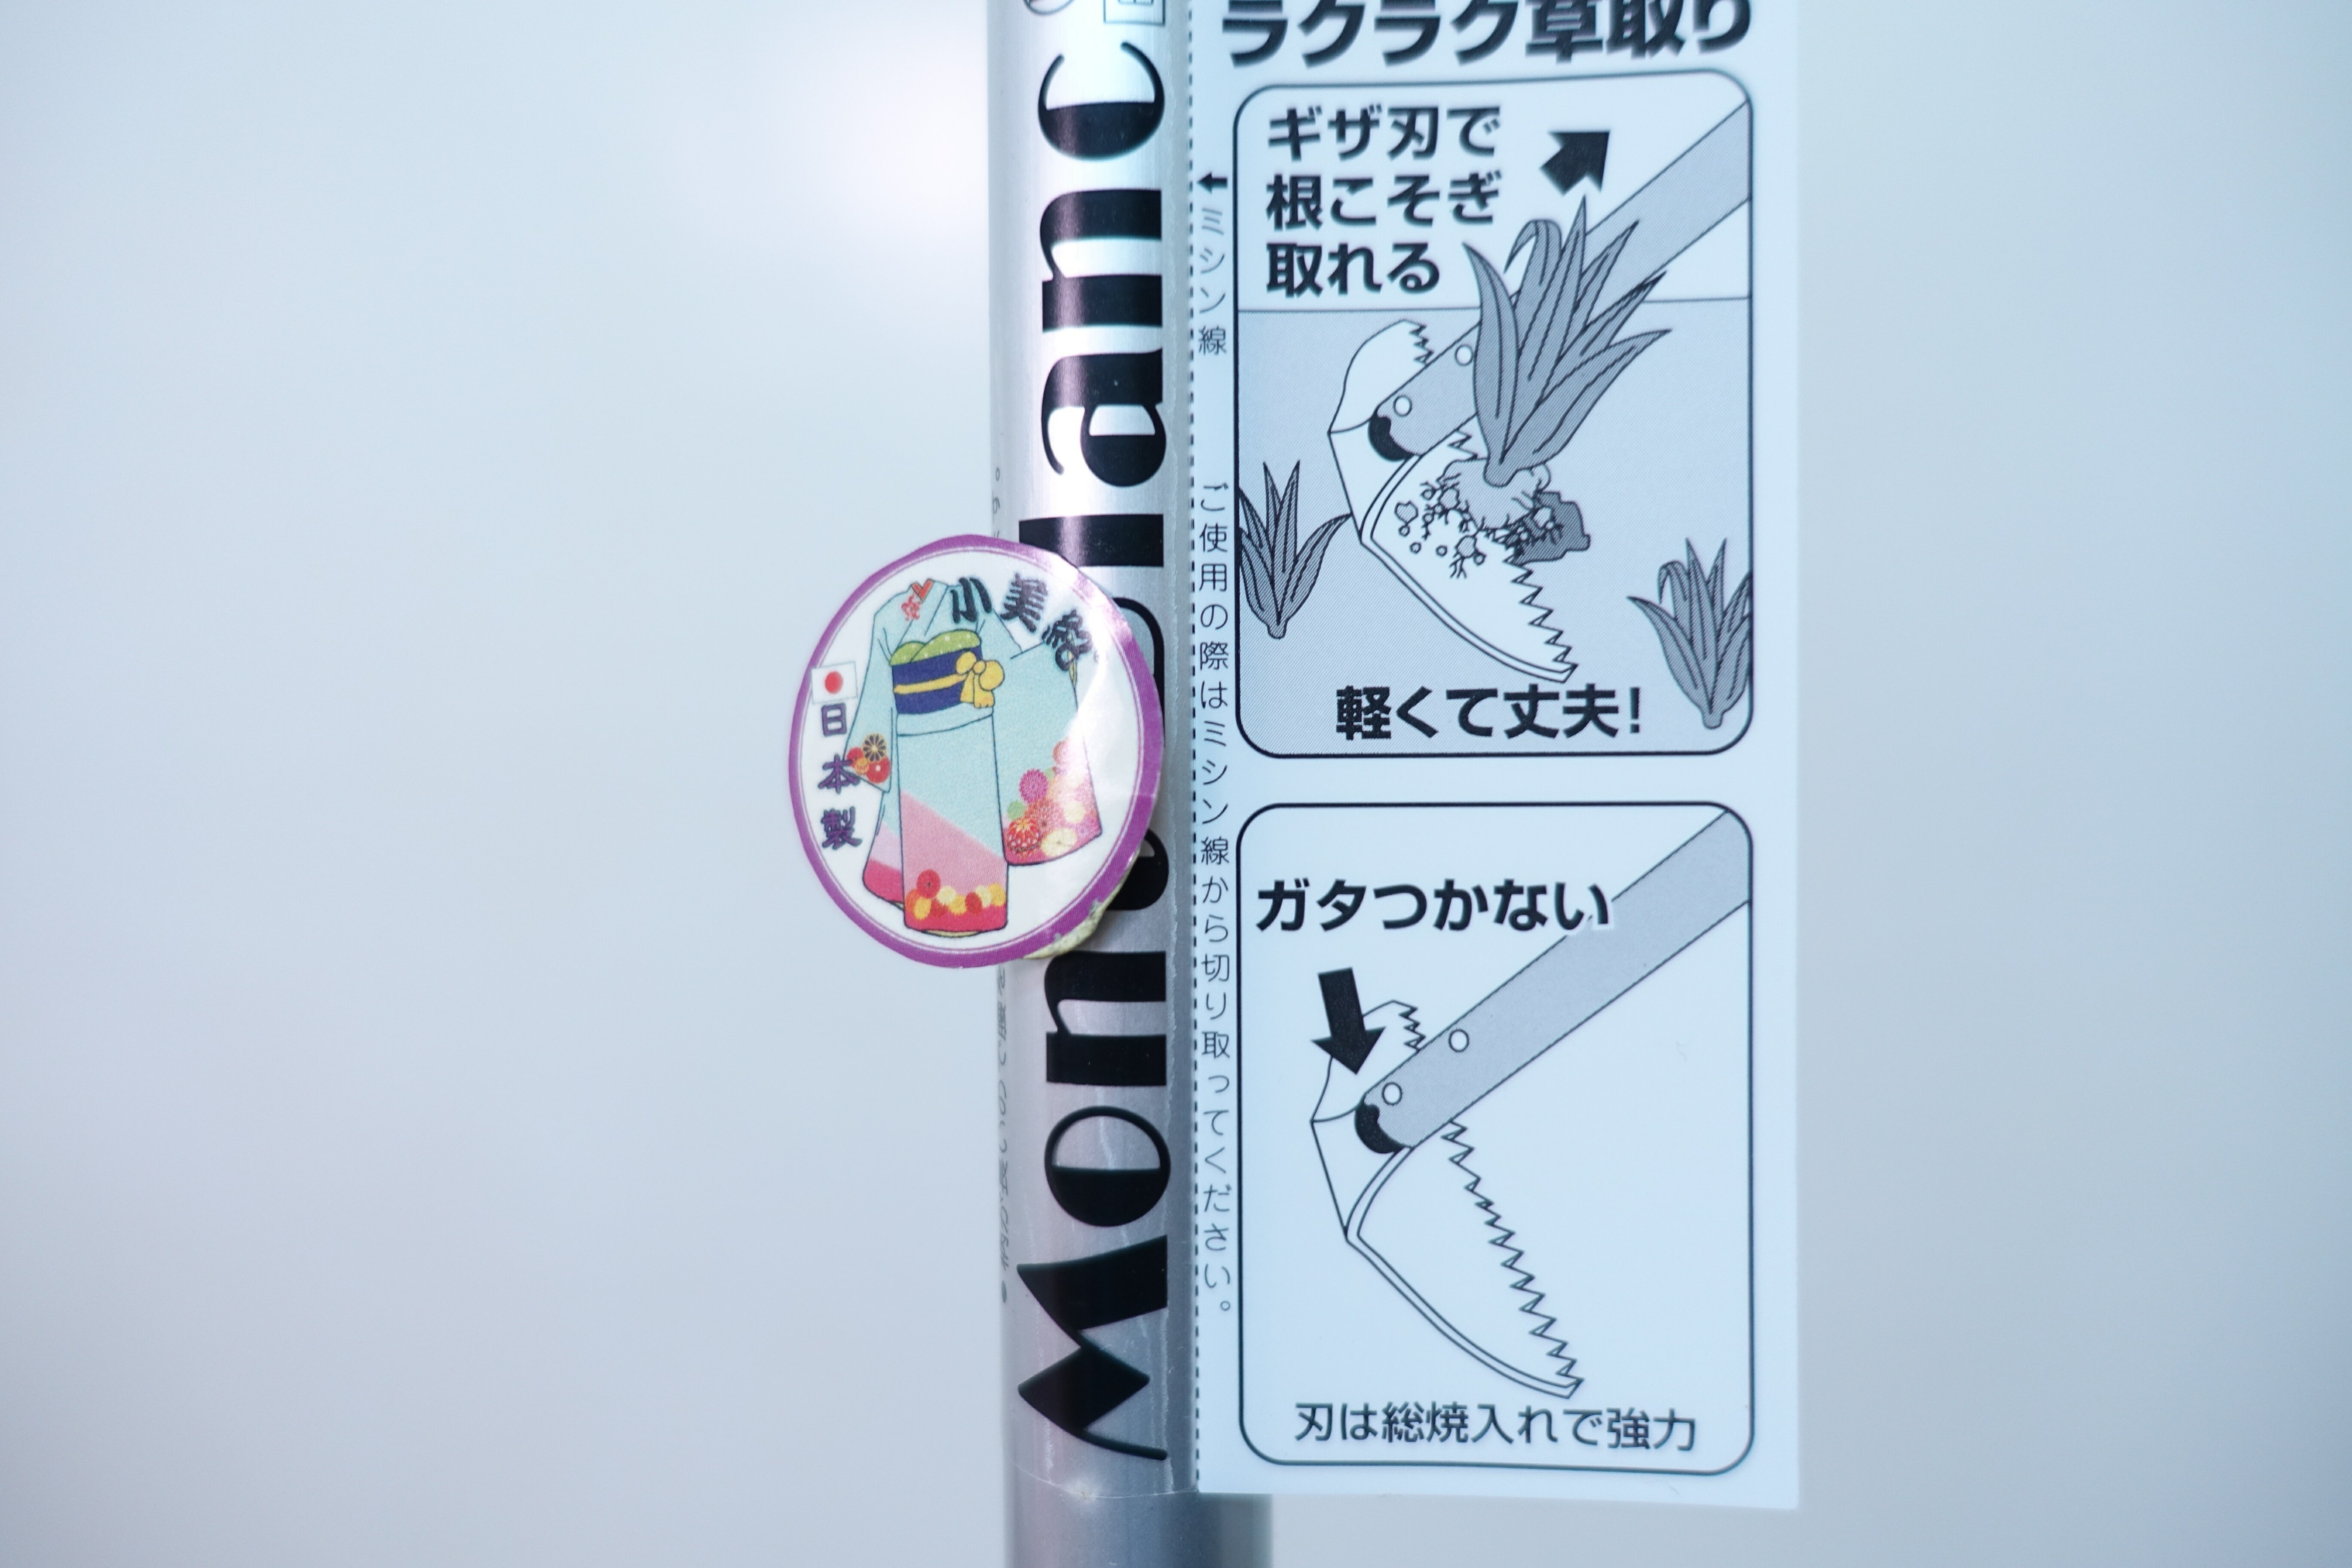 ラクラク草取り
ギザ刃で
根こそぎ
取れる
軽くて丈夫!
ガタつかない
刃は総焼入れで強力
ミシン線
ご使用の際はミシン線から切り取ってください。
小美紛
日本製